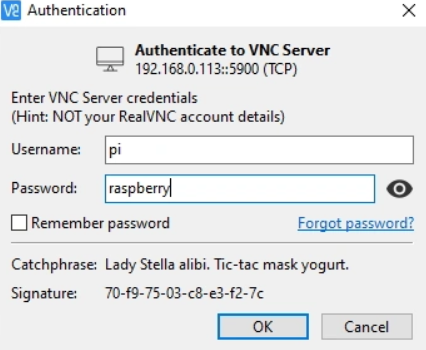 VS Authentication
Authenticate to VNC Server
192.168.0.113::5900 (TCP)
Enter VNC Server credentials
(Hint: NOT your RealVNC account details)
Username: pi
Password: raspberry
Remember password Forgot password?
Catchphrase: Lady Stella alibi. Tic-tac mask yogurt.
Signature: 70-f9-75-03-c8-e3-f2-7c
OK Cancel